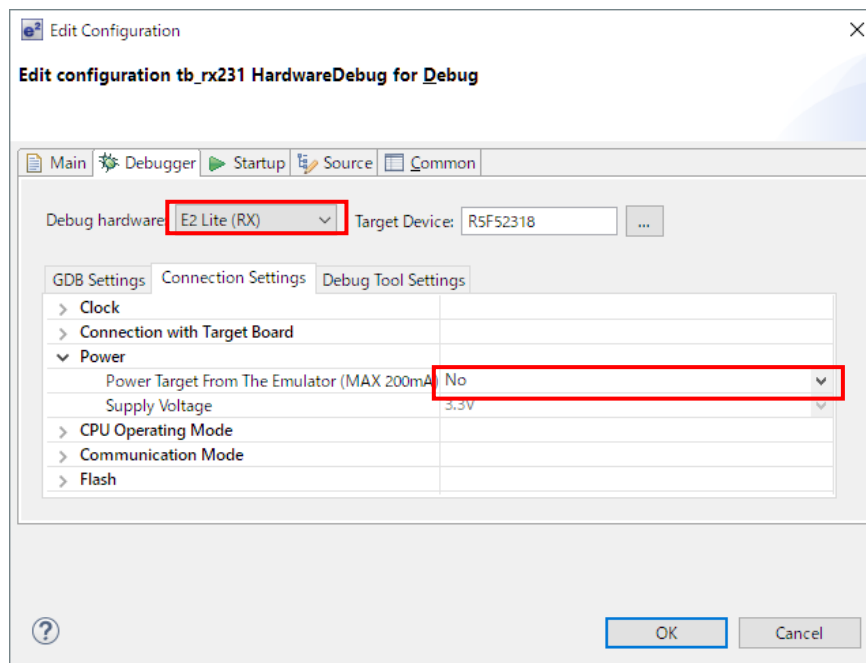 e² Edit Configuration
Edit configuration tb_rx231 HardwareDebug for Debug
Main Debugger Startup Source Common
Debug hardware: E2 Lite (RX) Target Device: R5F52318 ...
GDB Settings Connection Settings Debug Tool Settings
Clock
Connection with Target Board
Power
Power Target From The Emulator (MAX 200mA) No
Supply Voltage 3.3V
CPU Operating Mode
Communication Mode
Flash
? OK Cancel